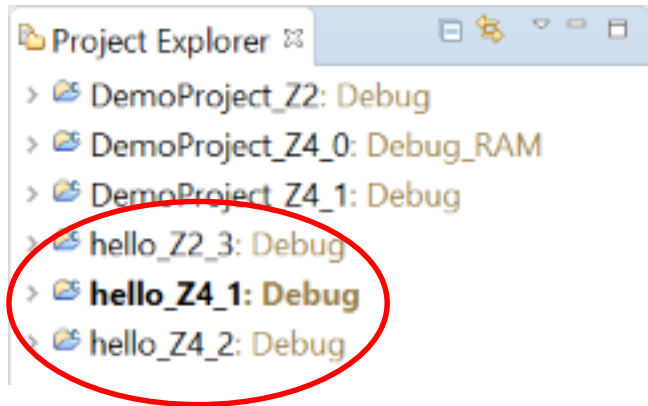 Project Explorer
DemoProject_Z2: Debug
DemoProject_Z4_0: Debug_RAM
DemoProject_Z4_1: Debug
hello_Z2_3: Debug
hello_Z4_1: Debug
hello_Z4_2: Debug